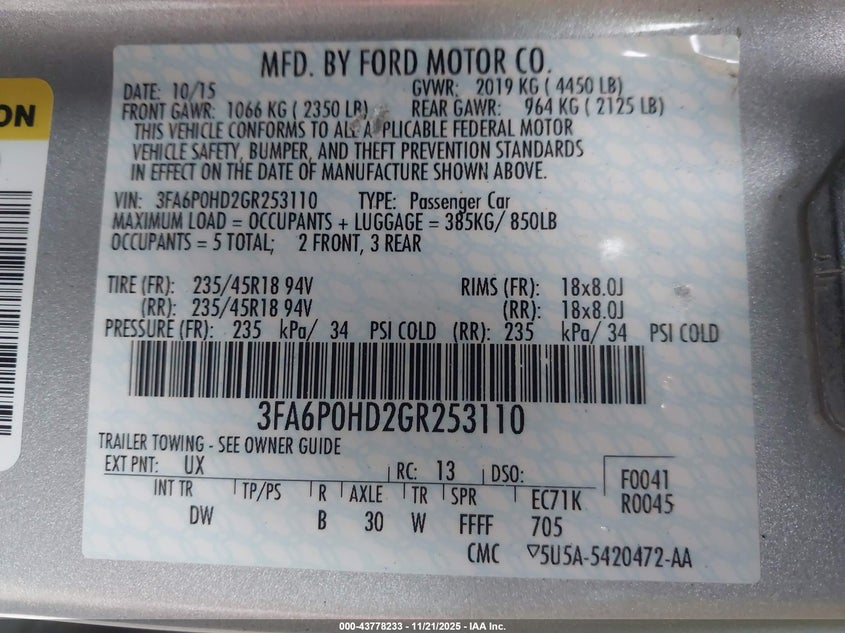 ON
MFD. BY FORD MOTOR CO.
DATE: 10/15 GVWR: 2019 KG ( 4450 LB)
FRONT GAWR: 1066 KG ( 2350 LB) REAR GAWR: 964 KG ( 2125 LB)
THIS VEHICLE CONFORMS TO ALL A PLICABLE FEDERAL MOTOR
VEHICLE SAFETY, BUMPER, AND THEFT PREVENTION STANDARDS
IN EFFECT ON THE DATE OF MANUFACTURE SHOWN ABOVE.
VIN: 3FA6P0HD2GR253110 TYPE: Passenger Car
MAXIMUM LOAD = OCCUPANTS + LUGGAGE = 385KG/ 850LB
OCCUPANTS = 5 TOTAL; 2 FRONT, 3 REAR
TIRE (FR): 235/45R18 94V RIMS (FR): 18x8.0J
(RR): 235/45R18 94V (RR): 18x8.0J
PRESSURE (FR): 235 kPa/ 34 PSI COLD (RR): 235 kPa/ 34 PSI COLD
3FA6P0HD2GR253110
TRAILER TOWING - SEE OWNER GUIDE
EXT PNT: UX RC: 13 DSO: F0041
R0045
INT TR TP/PS R AXLE TR SPR EC71K
DW B 30 W FFFF 705
CMC ▽5U5A-5420472-AA
000-43778233 - 11/21/2025 - IAA Inc.